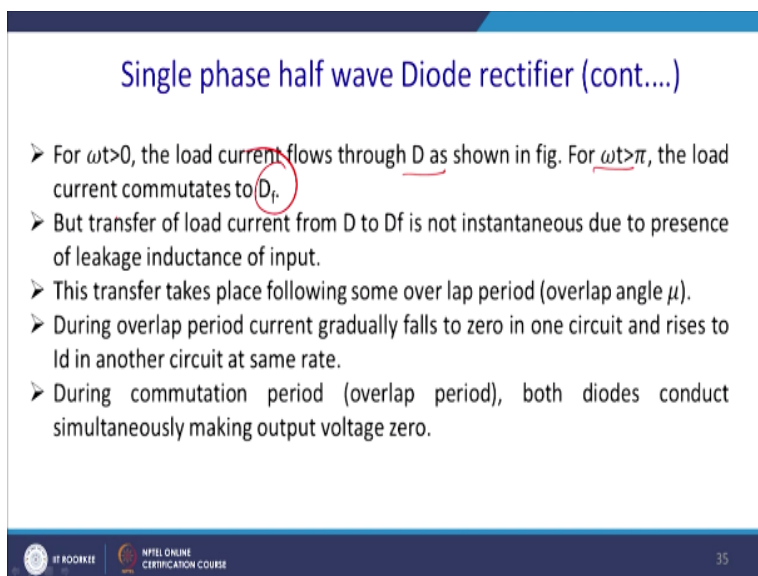 Single phase half wave Diode rectifier (cont....)
➤ For ωt>0, the load current flows through D as shown in fig. For ωt>π, the load
current commutates to Df.
➤ But transfer of load current from D to Df is not instantaneous due to presence
of leakage inductance of input.
➤ This transfer takes place following some over lap period (overlap angle μ).
➤ During overlap period current gradually falls to zero in one circuit and rises to
Id in another circuit at same rate.
➤ During commutation period (overlap period), both diodes conduct
simultaneously making output voltage zero.
IIT ROORKEE
NPTEL ONLINE
CERTIFICATION COURSE
35